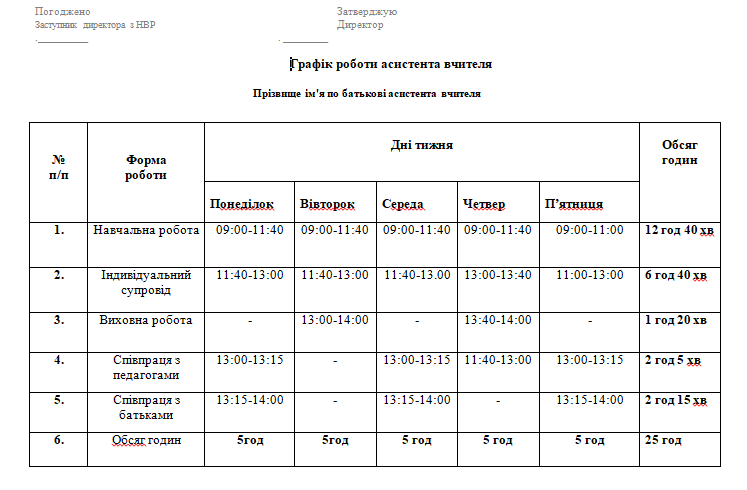 Погоджено Затверджую
Заступник директора з НВР Директор
._________ . ________
Графік роботи асистента вчителя
Прізвище ім'я по батькові асистента вчителя
№ п/п Форма роботи Дні тижня Обсяг годин
Понеділок Вівторок Середа Четвер П’ятниця
1. Навчальна робота 09:00-11:40 09:00-11:40 09:00-11:40 09:00-11:40 09:00-11:00 12 год 40 хв
2. Індивідуальний супровід 11:40-13:00 11:40-13:00 11:40-13.00 13:00-13:40 11:00-13:00 6 год 40 хв
3. Виховна робота - 13:00-14:00 - 13:40-14:00 - 1 год 20 хв
4. Співпраця з педагогами 13:00-13:15 - 13:00-13:15 11:40-13:00 13:00-13:15 2 год 5 хв
5. Співпраця з батьками 13:15-14:00 - 13:15-14:00 - 13:15-14:00 2 год 15 хв
6. Обсяг годин 5год 5год 5 год 5 год 5 год 25 год